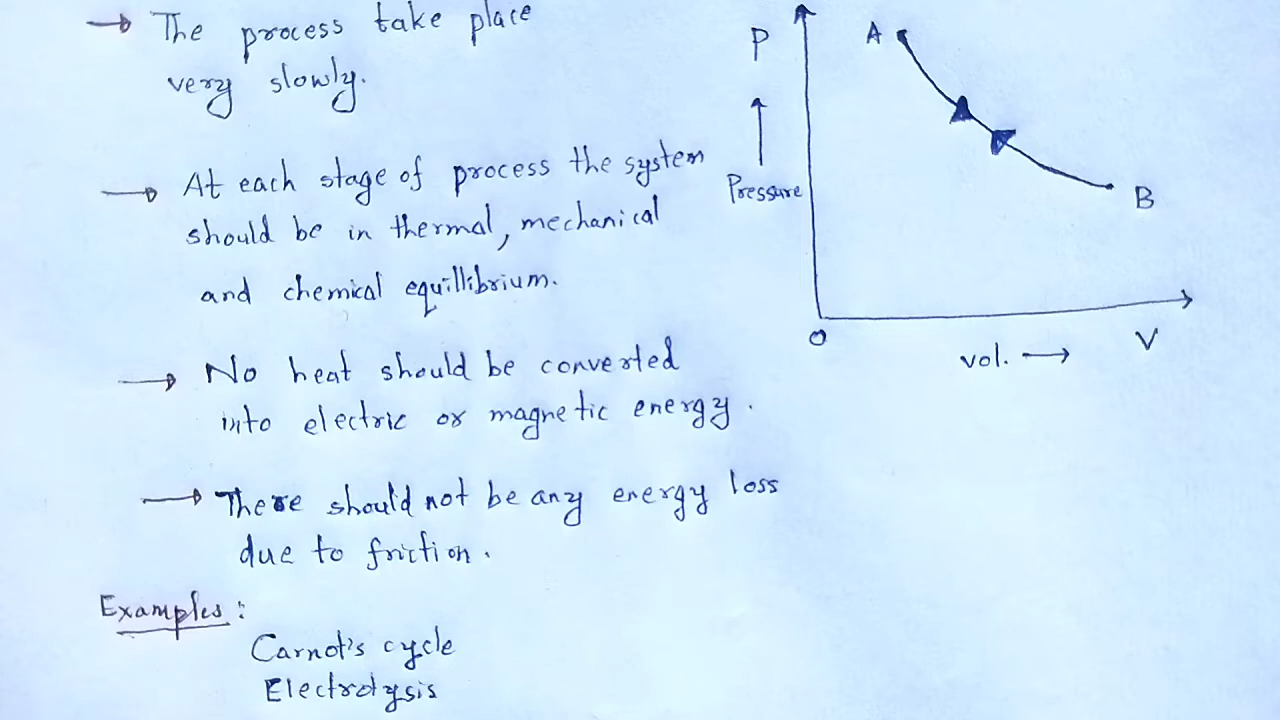 → The process take place
very slowly.
→ At each stage of process the system
should be in thermal, mechanical
and chemical equillibrium.
→ No heat should be converted
into electric or magnetic energy.
→ There should not be any energy loss
due to friction.
Examples:
Carnot's cycle
Electrolysis
P
A
Pressure
B
O
vol. →
V